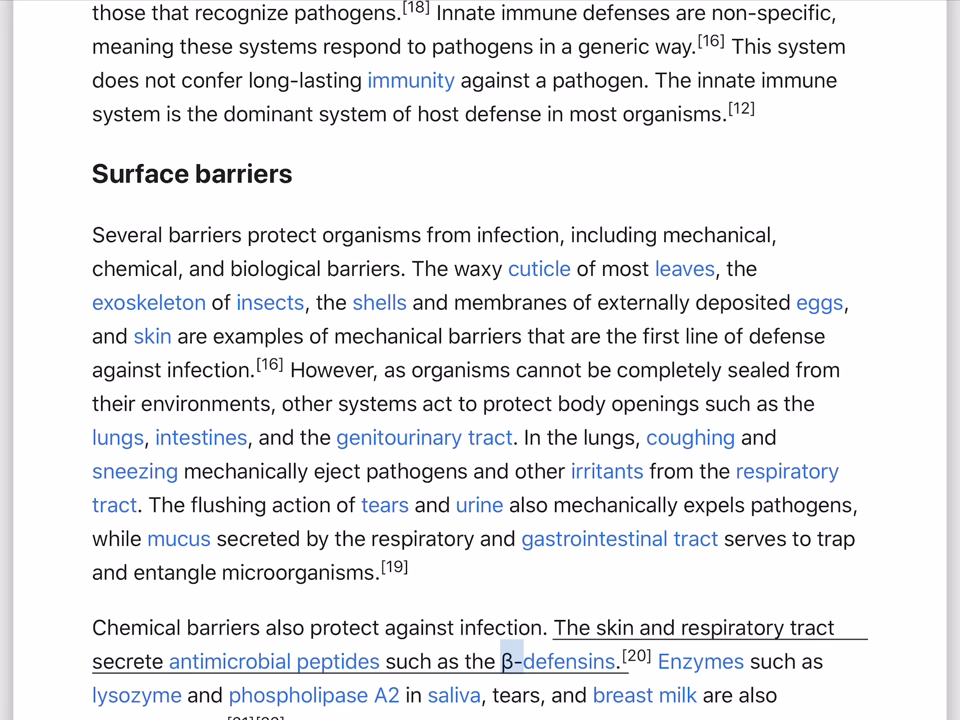 those that recognize pathogens.[18] Innate immune defenses are non-specific,
meaning these systems respond to pathogens in a generic way.[16] This system
does not confer long-lasting immunity against a pathogen. The innate immune
system is the dominant system of host defense in most organisms.[12]
Surface barriers
Several barriers protect organisms from infection, including mechanical,
chemical, and biological barriers. The waxy cuticle of most leaves, the
exoskeleton of insects, the shells and membranes of externally deposited eggs,
and skin are examples of mechanical barriers that are the first line of defense
against infection.[16] However, as organisms cannot be completely sealed from
their environments, other systems act to protect body openings such as the
lungs, intestines, and the genitourinary tract. In the lungs, coughing and
sneezing mechanically eject pathogens and other irritants from the respiratory
tract. The flushing action of tears and urine also mechanically expels pathogens,
while mucus secreted by the respiratory and gastrointestinal tract serves to trap
and entangle microorganisms.[19]
Chemical barriers also protect against infection. The skin and respiratory tract
secrete antimicrobial peptides such as the β-defensins.[20] Enzymes such as
lysozyme and phospholipase A2 in saliva, tears, and breast milk are also